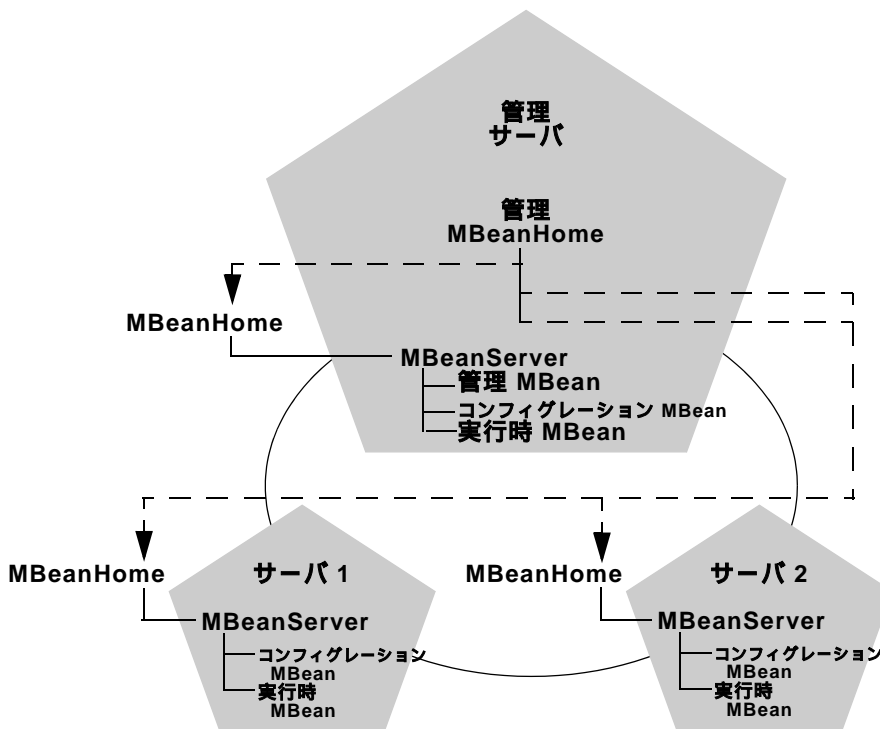 管理
サーバ
管理
MBeanHome
MBeanHome
MBeanServer
管理 MBean
コンフィグレーション MBean
実行時 MBean
MBeanHome
サーバ 1
MBeanServer
コンフィグレーション
MBean
実行時
MBean
MBeanHome
サーバ 2
MBeanServer
コンフィグレーション
MBean
実行時
MBean